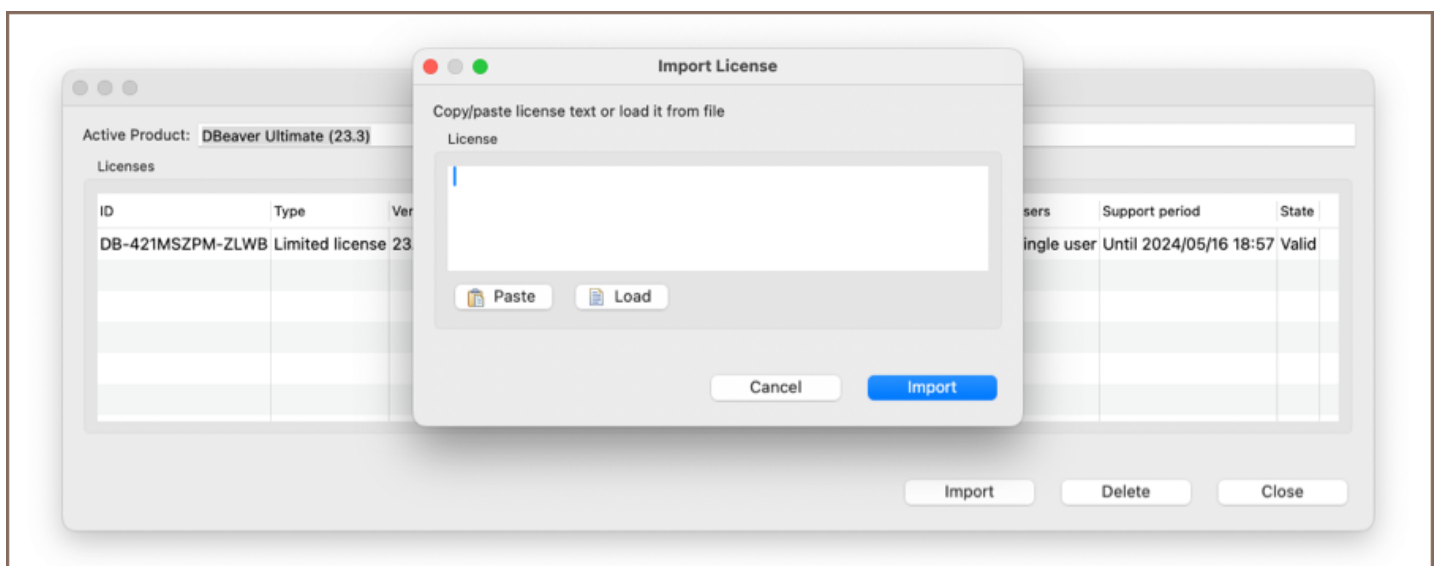 Import License
Copy/paste license text or load it from file
License
Paste Load
Cancel Import
Active Product: DBeaver Ultimate (23.3)
Licenses
ID Type Ver sers Support period State
DB-421MSZPM-ZLWB Limited license 23. ingle user Until 2024/05/16 18:57 Valid
Import Delete Close